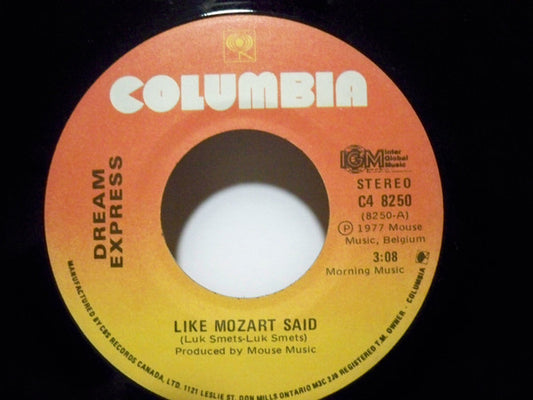 COLUMBIA
DREAM
EXPRESS
IGM Inter
Global
Music
STEREO
C4 8250
(8250-A)
Ⓟ 1977 Mouse
Music, Belgium
3:08
Morning Music
LIKE MOZART SAID
(Luk Smets-Luk Smets)
Produced by Mouse Music
MANUFACTURED BY CBS RECORDS CANADA, LTD. 1121 LESLIE ST. DON MILLS ONTARIO M3C 2J9 REGISTERED T.M. OWNER - COLUMBIA